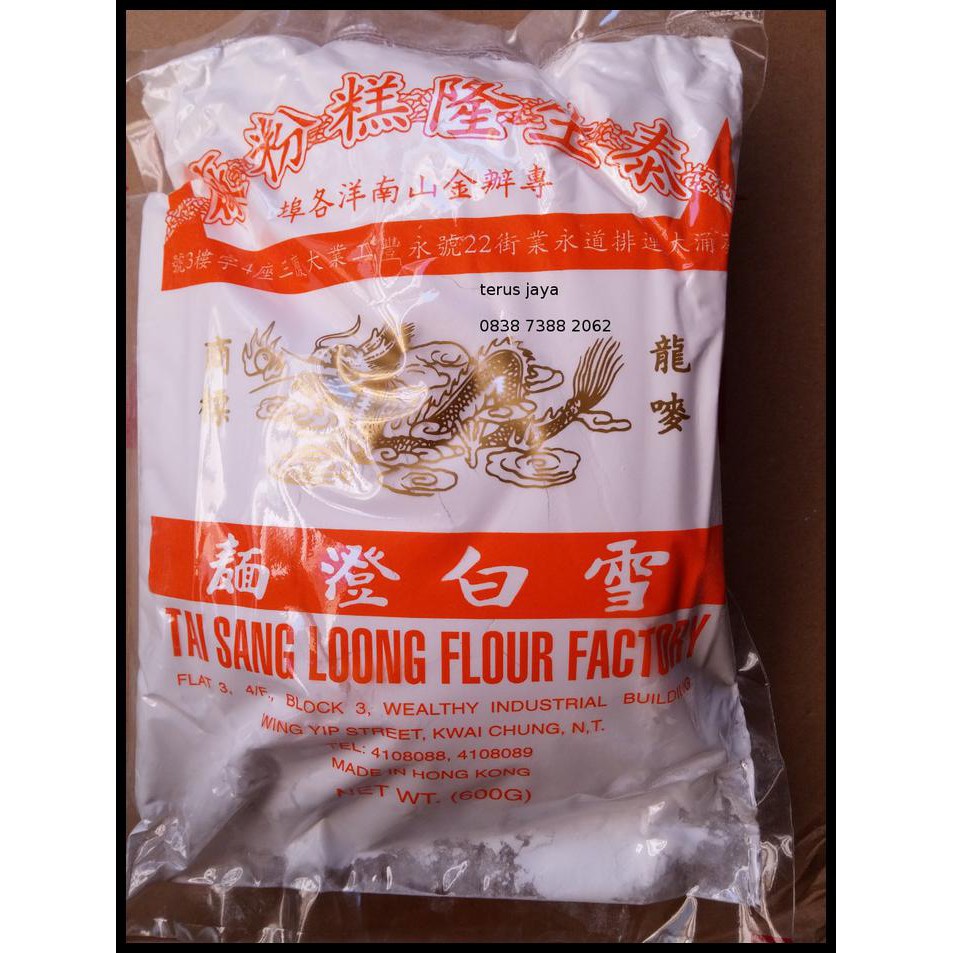 泰生隆糕粉廠
專辦金山南洋各埠
涌大連排道永業街22號永豐工業大廈三座4字樓3號
terus jaya
0838 7388 2062
龍嘜
商標
雪白澄麵
TAI SANG LOONG FLOUR FACTORY
FLAT 3, 4/F., BLOCK 3, WEALTHY INDUSTRIAL BUILDING
WING YIP STREET, KWAI CHUNG, N,T.
TEL: 4108088, 4108089
MADE IN HONG KONG
NET WT. (600G)